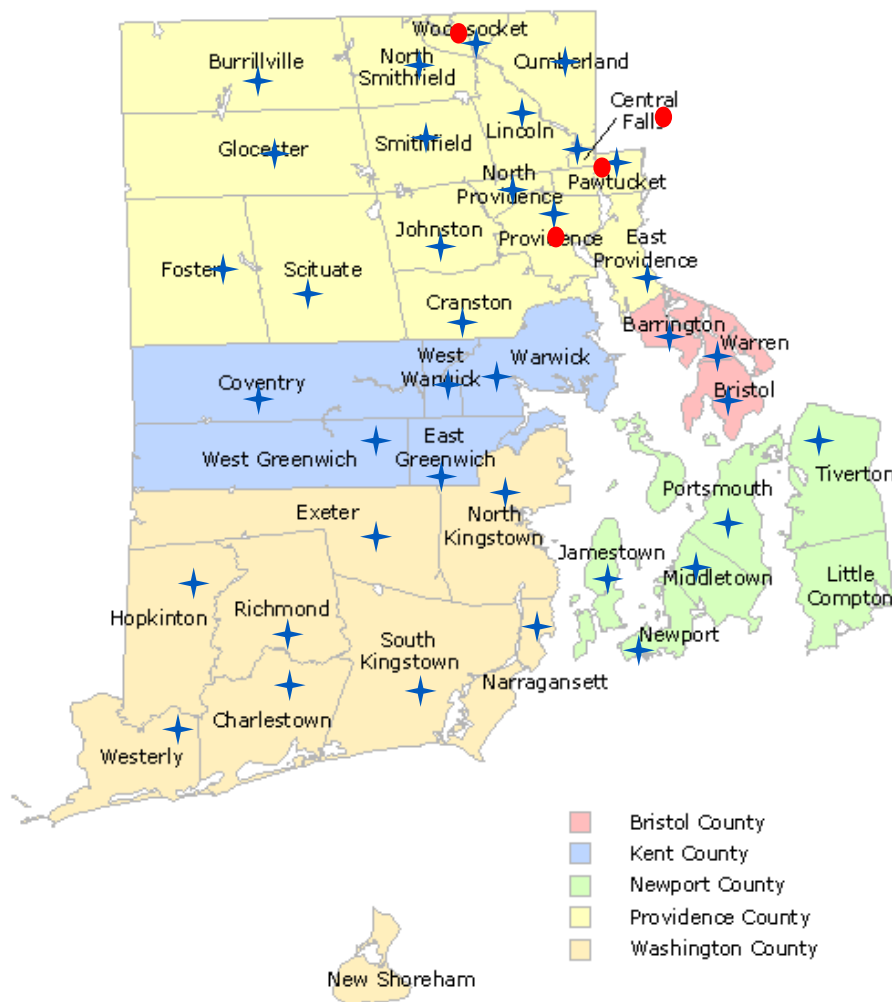 Woonsocket
Burrillville
North
Smithfield
Cumberland
Central
Falls
Lincoln
Glocester
Smithfield
North
Providence
Pawtucket
Johnston
Providence
East
Providence
Foster
Scituate
Cranston
Barrington
Warren
West
Warwick
Warwick
Coventry
Bristol
West Greenwich
East
Greenwich
Tiverton
Portsmouth
Exeter
North
Kingstown
Jamestown
Middletown
Little
Compton
Hopkinton
Richmond
South
Kingstown
Newport
Narragansett
Charlestown
Westerly
Bristol County
Kent County
Newport County
Providence County
Washington County
New Shoreham